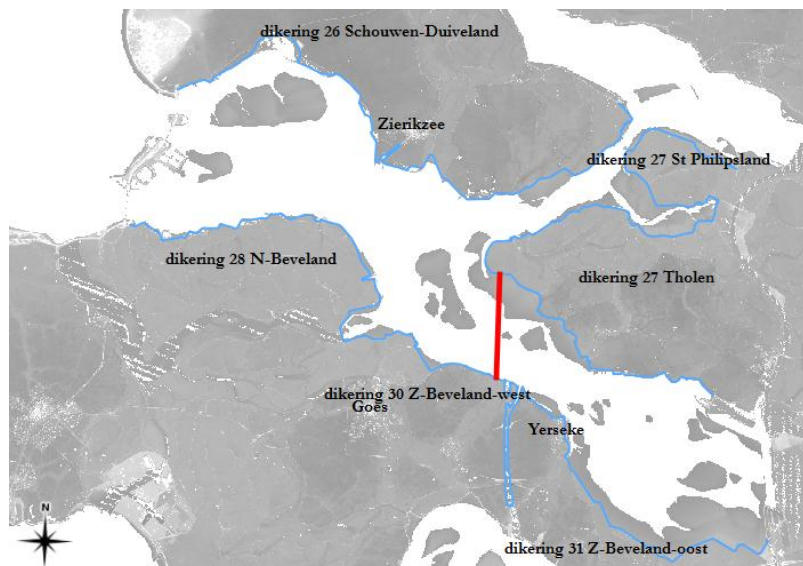 dikering 26 Schouwen-Duiveland
Zierikzee
dikering 27 St Philipsland
dikering 28 N-Beveland
dikering 27 Tholen
dikering 30 Z-Beveland-west
Goes
Yerseke
N
dikering 31 Z-Beveland-oost